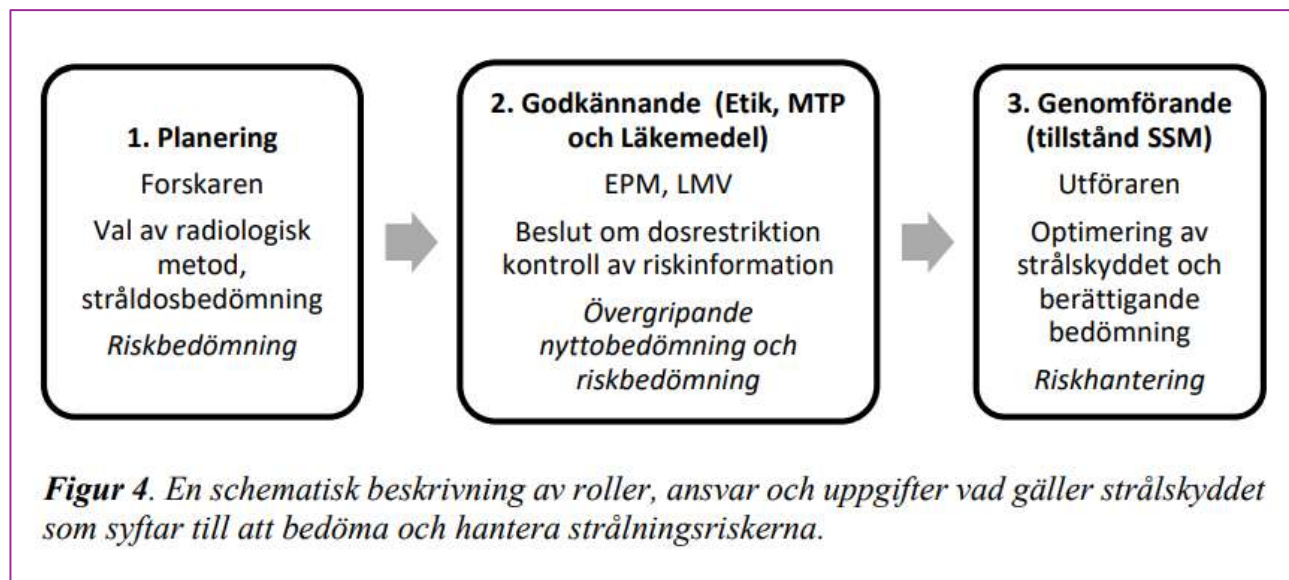 1. Planering
Forskaren
Val av radiologisk
metod,
stråldosbedömning
Riskbedömning
2. Godkännande (Etik, MTP
och Läkemedel)
EPM, LMV
Beslut om dosrestriktion
kontroll av riskinformation
Övergripande
nyttobedömning och
riskbedömning
3. Genomförande
(tillstånd SSM)
Utföraren
Optimering av
strålskyddet och
berättigande
bedömning
Riskhantering
Figur 4. En schematisk beskrivning av roller, ansvar och uppgifter vad gäller strålskyddet
som syftar till att bedöma och hantera strålningsriskerna.